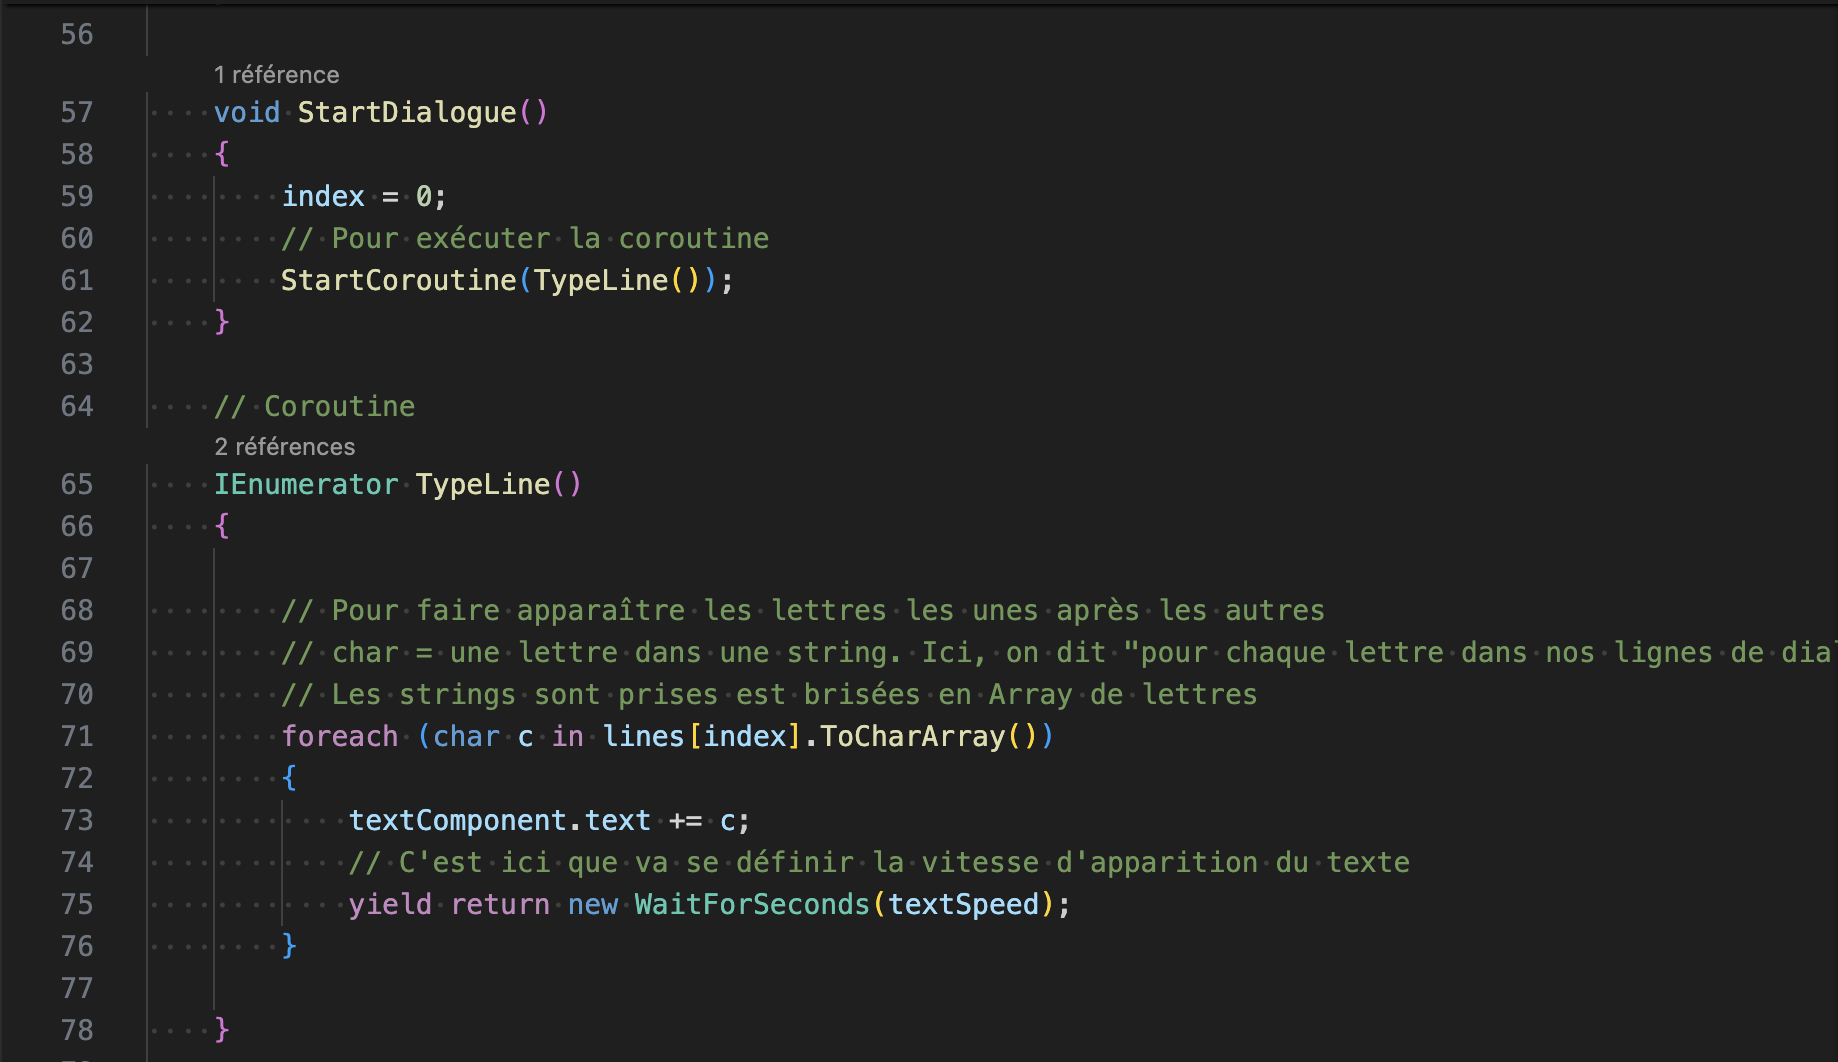 56
1 référence
57 void StartDialogue()
58 {
59 index = 0;
60 // Pour exécuter la coroutine
61 StartCoroutine(TypeLine());
62 }
63
64 // Coroutine
2 références
65 IEnumerator TypeLine()
66 {
67
68 // Pour faire apparaître les lettres les unes après les autres
69 // char = une lettre dans une string. Ici, on dit "pour chaque lettre dans nos lignes de dial
70 // Les strings sont prises est brisées en Array de lettres
71 foreach (char c in lines[index].ToCharArray())
72 {
73 textComponent.text += c;
74 // C'est ici que va se définir la vitesse d'apparition du texte
75 yield return new WaitForSeconds(textSpeed);
76 }
77
78 }